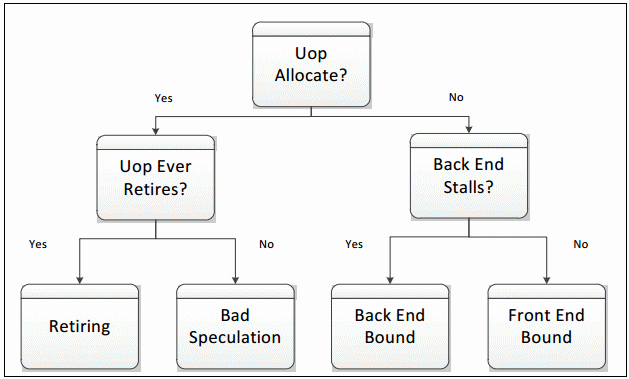 Uop
Allocate?
Yes
No
Uop Ever
Retires?
Back End
Stalls?
Yes
No
Yes
No
Retiring
Bad
Speculation
Back End
Bound
Front End
Bound